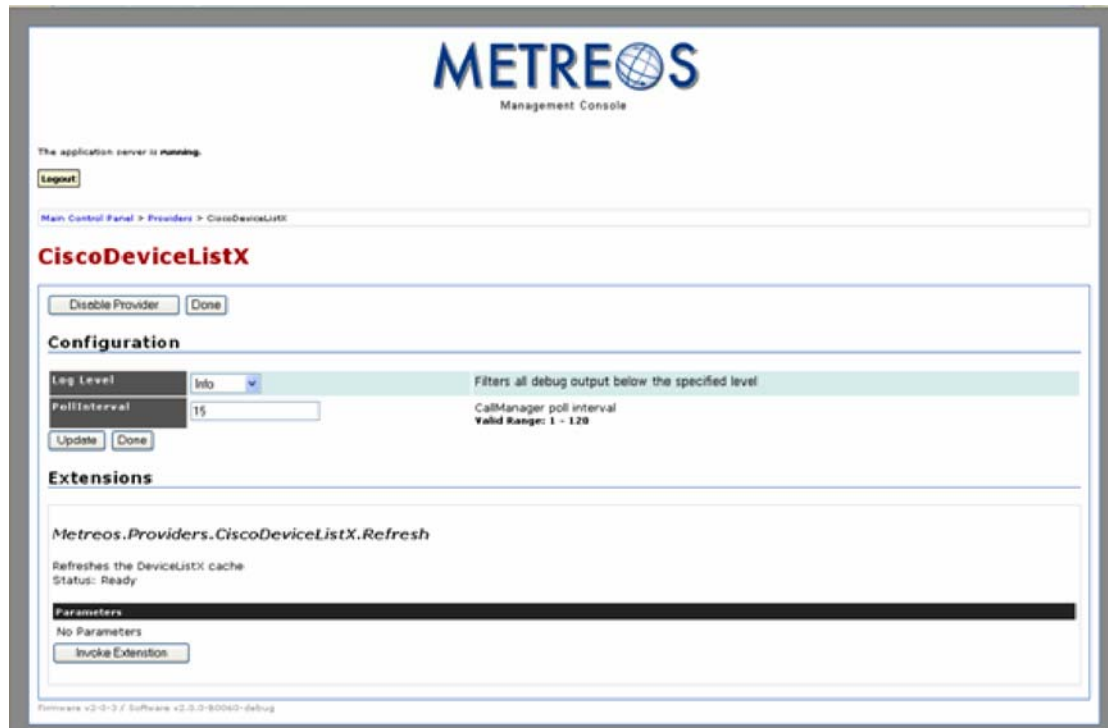 METREOS
Management Console
The application server is running.
Logout
Main Control Panel > Providers > CiscoDeviceListX
CiscoDeviceListX
Disable Provider Done
Configuration
Log Level Info Filters all debug output below the specified level
PollInterval 15 CallManager poll interval
Valid Range: 1 - 120
Update Done
Extensions
Metreos.Providers.CiscoDeviceListX.Refresh
Refreshes the DeviceListX cache
Status: Ready
Parameters
No Parameters
Invoke Extenstion
Firmware v2-0-3 / Software v2.0.0-B0060-debug